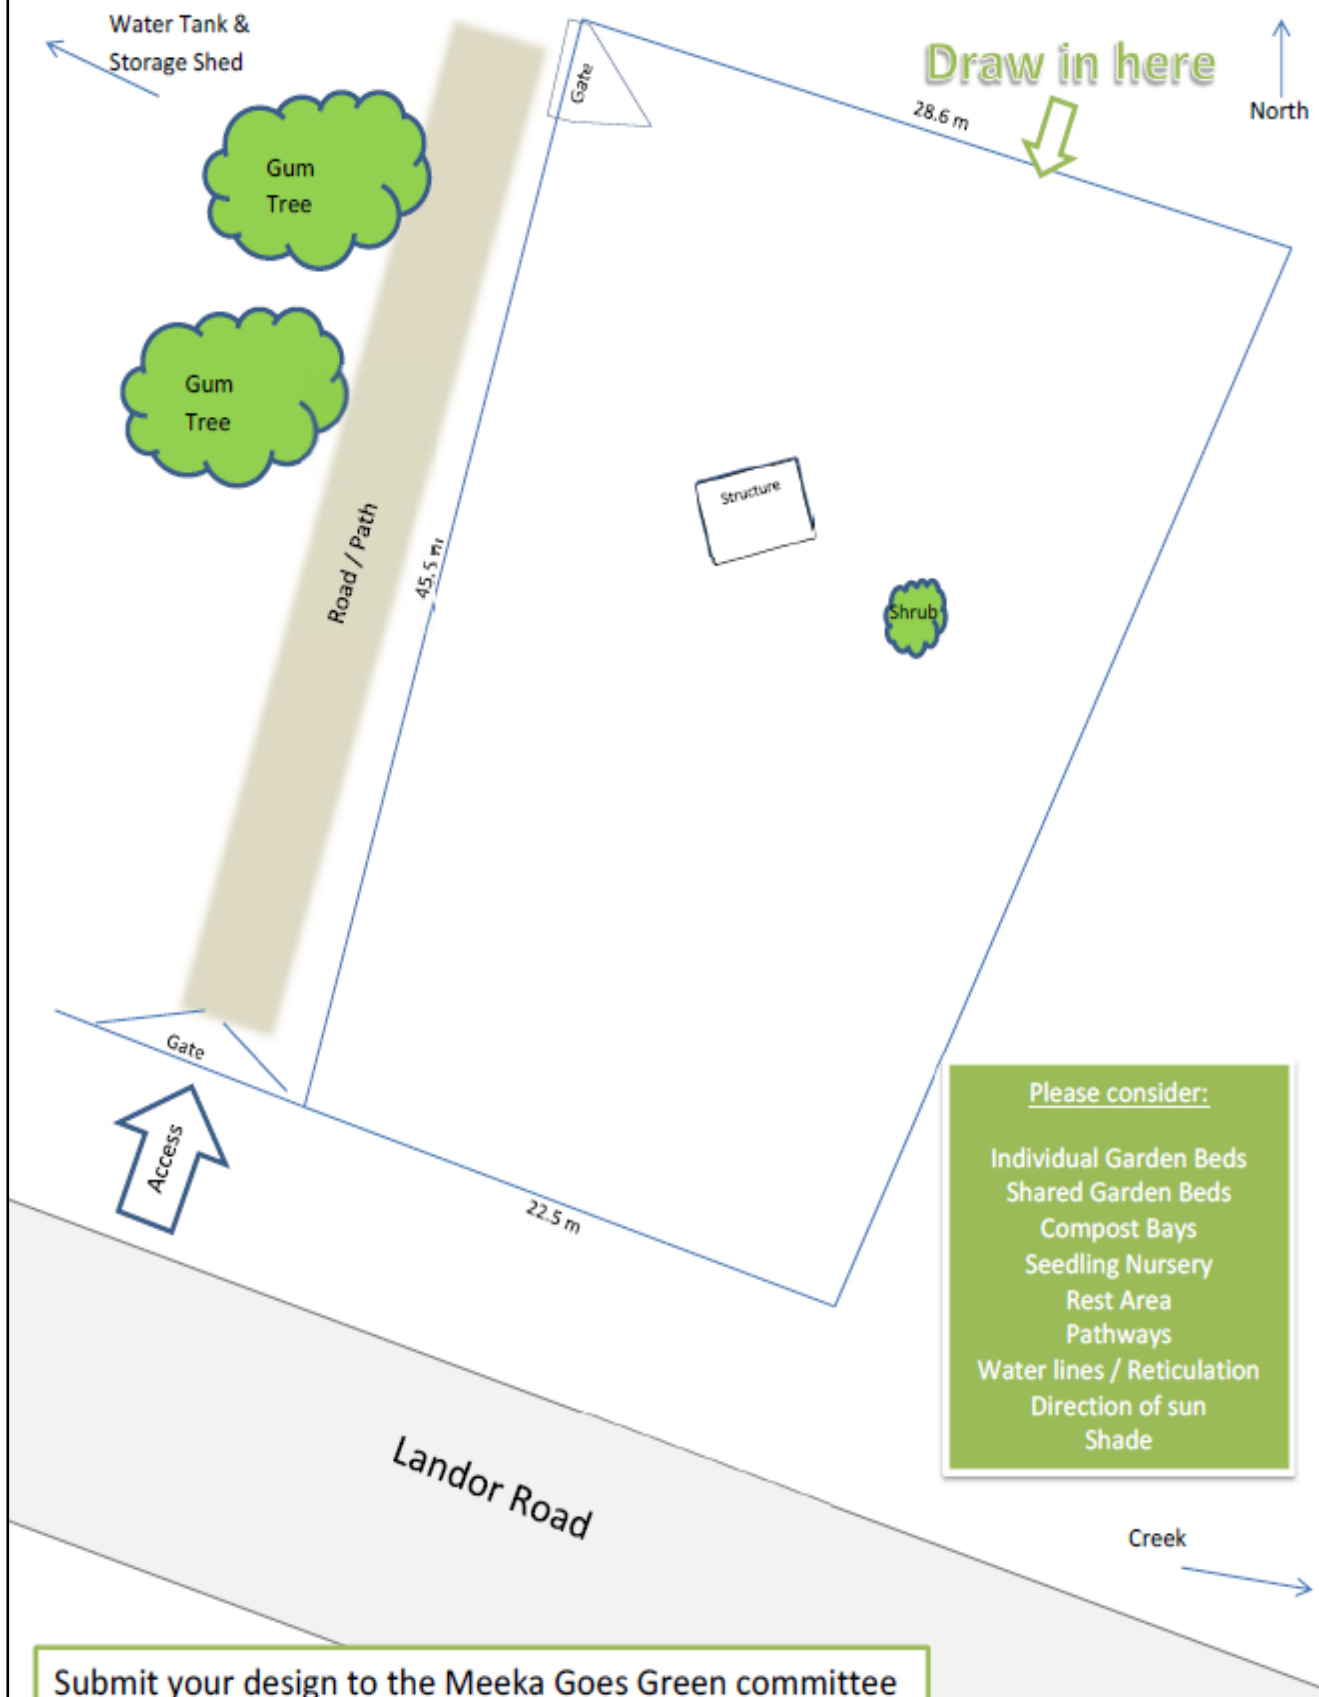 Water Tank &
Storage Shed
Draw in here
North
28.6 m
Gate
Gum
Tree
Gum
Tree
Structure
Road / Path
45.5 m
Shrub
Gate
Access
22.5 m
Please consider:
Individual Garden Beds
Shared Garden Beds
Compost Bays
Seedling Nursery
Rest Area
Pathways
Water lines / Reticulation
Direction of sun
Shade
Landor Road
Creek
Submit your design to the Meeka Goes Green committee